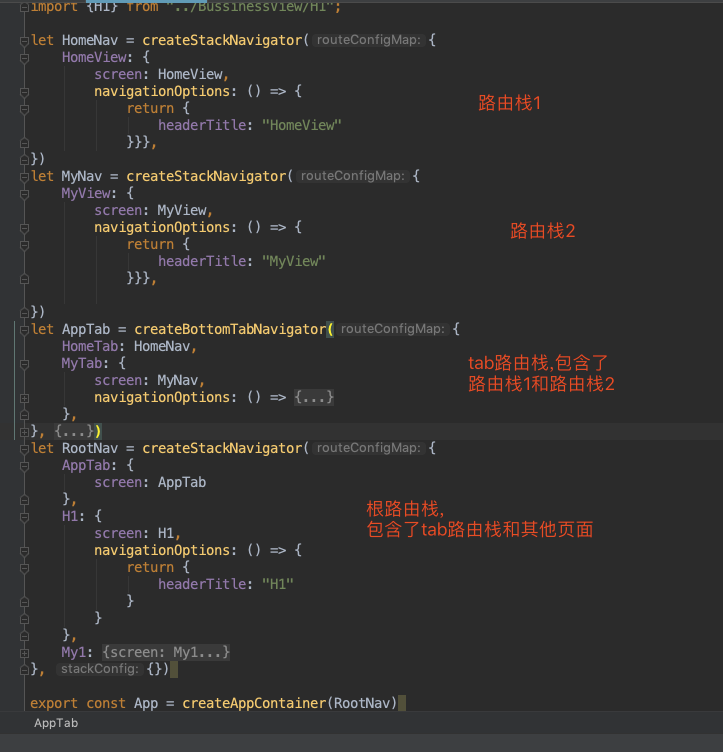 import {H1} from "../BussinessView/H1";
let HomeNav = createStackNavigator( routeConfigMap: {
HomeView: {
screen: HomeView,
navigationOptions: () => {
return {
headerTitle: "HomeView"
}}},
})
路由栈1
let MyNav = createStackNavigator( routeConfigMap: {
MyView: {
screen: MyView,
navigationOptions: () => {
return {
headerTitle: "MyView"
}}},
})
路由栈2
let AppTab = createBottomTabNavigator( routeConfigMap: {
HomeTab: HomeNav,
MyTab: {
screen: MyNav,
navigationOptions: () => {...}
},
}, {...})
tab路由栈,包含了
路由栈1和路由栈2
let RootNav = createStackNavigator( routeConfigMap: {
AppTab: {
screen: AppTab
},
H1: {
screen: H1,
navigationOptions: () => {
return {
headerTitle: "H1"
}
}
},
My1: {screen: My1...}
}, stackConfig: {})
根路由栈,
包含了tab路由栈和其他页面
export const App = createAppContainer(RootNav)
AppTab